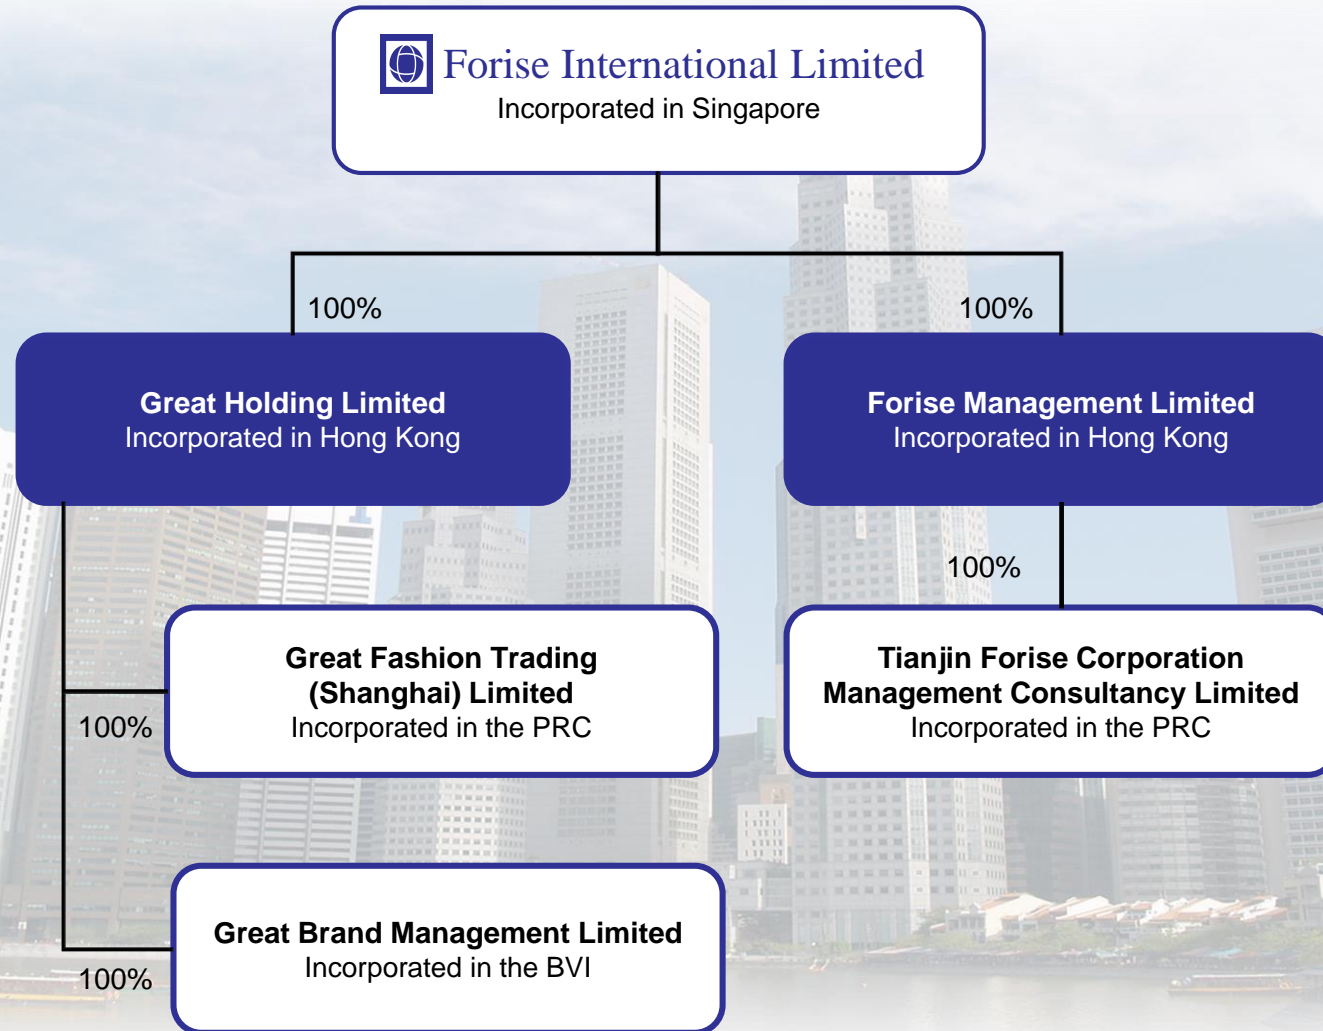 Forise International Limited
Incorporated in Singapore
100%
100%
Great Holding Limited
Incorporated in Hong Kong
Forise Management Limited
Incorporated in Hong Kong
100%
Great Fashion Trading
(Shanghai) Limited
Incorporated in the PRC
Tianjin Forise Corporation
Management Consultancy Limited
Incorporated in the PRC
100%
Great Brand Management Limited
Incorporated in the BVI
100%